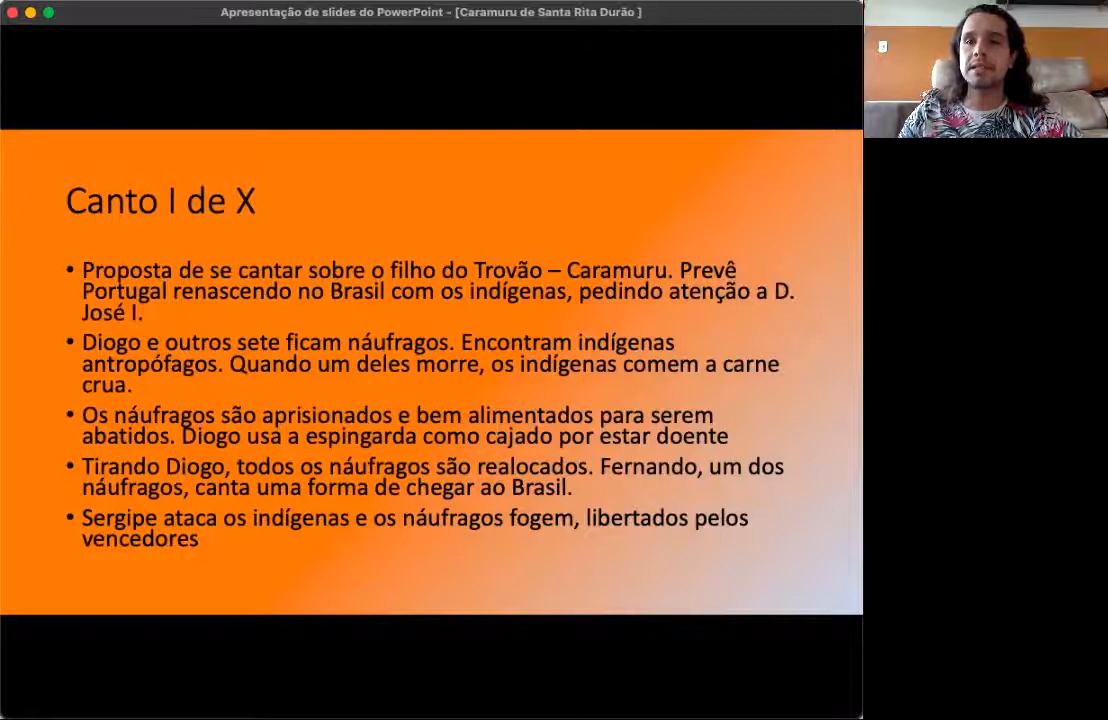 Apresentação de slides do PowerPoint - [Caramuru de Santa Rita Durão ]
Canto I de X
• Proposta de se cantar sobre o filho do Trovão – Caramuru. Prevê
Portugal renascendo no Brasil com os indígenas, pedindo atenção a D.
José I.
• Diogo e outros sete ficam náufragos. Encontram indígenas
antropófagos. Quando um deles morre, os indígenas comem a carne
crua.
• Os náufragos são aprisionados e bem alimentados para serem
abatidos. Diogo usa a espingarda como cajado por estar doente
• Tirando Diogo, todos os náufragos são realocados. Fernando, um dos
náufragos, canta uma forma de chegar ao Brasil.
• Sergipe ataca os indígenas e os náufragos fogem, libertados pelos
vencedores